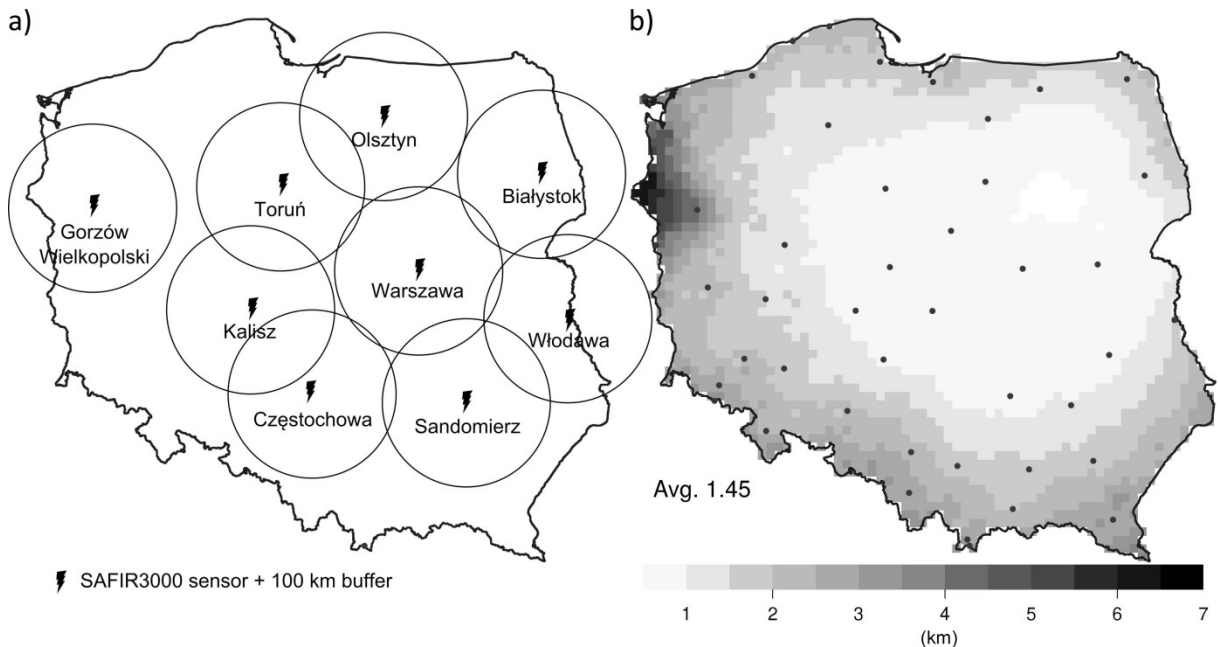 a)
Olsztyn
Białystok
Toruń
Gorzów
Wielkopolski
Warszawa
Kalisz
Włodawa
Częstochowa
Sandomierz
SAFIR3000 sensor + 100 km buffer
b)
Avg. 1.45
1 2 3 4 5 6 7
(km)